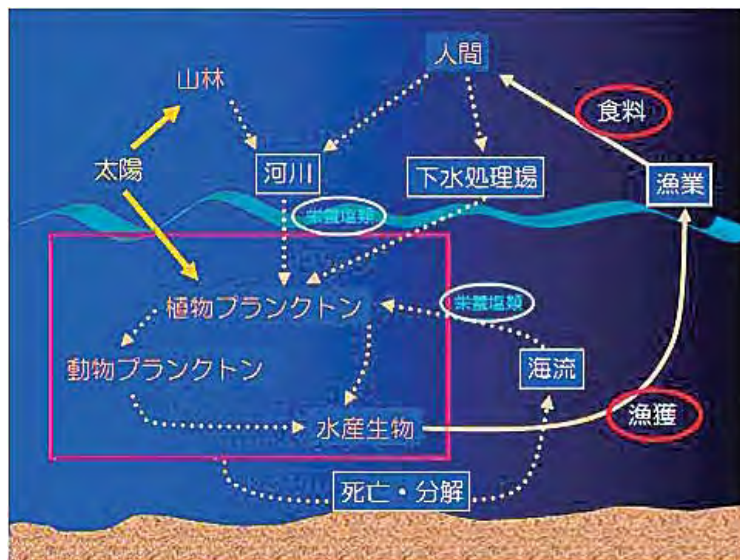 人間
山林
食料
太陽
河川
下水処理場
漁業
栄養塩類
植物プランクトン
栄養塩類
動物プランクトン
海流
水産生物
漁獲
死亡・分解